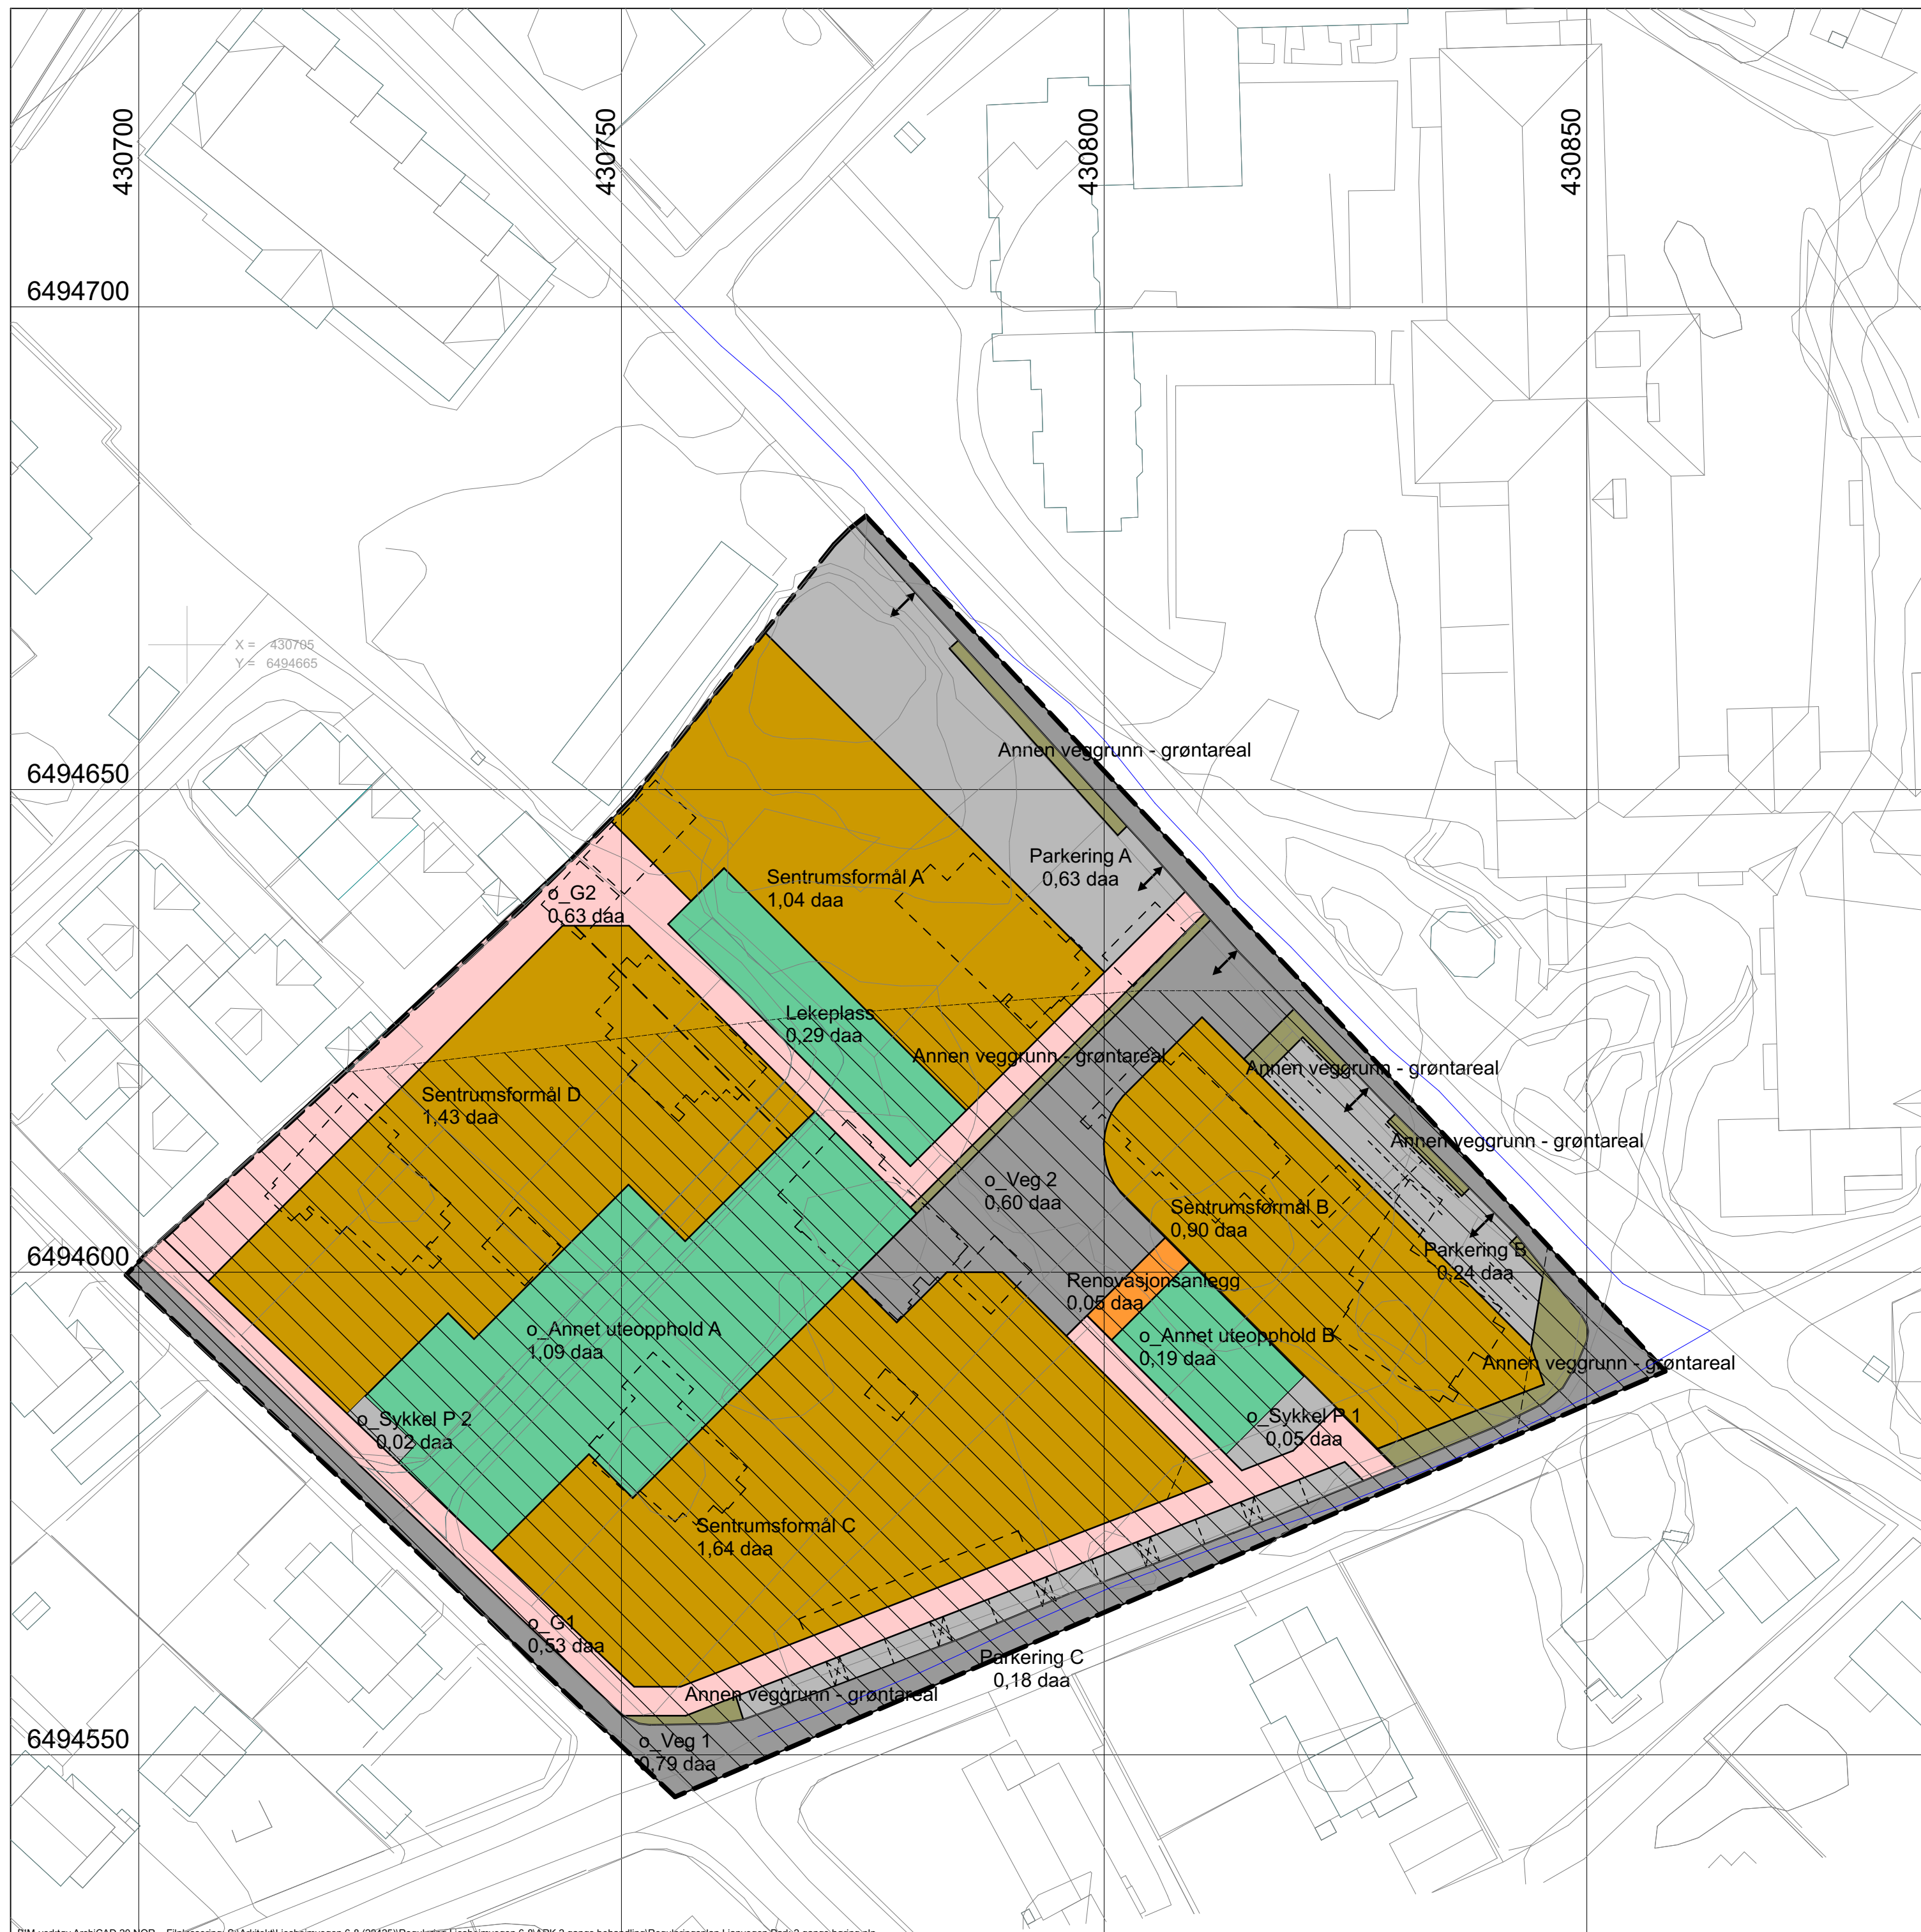 430700
430750
430800
430850
6494700
X = 430705
Y = 6494665
Annen veggrunn - grøntareal
6494650
Parkering A
0,63 daa
Sentrumsformål A
1,04 daa
o_G2
0,63 daa
Lekeplass
0,29 daa
Annen veggrunn - grøntareal
Annen veggrunn - grøntareal
Sentrumsformål D
1,43 daa
Annen veggrunn - grøntareal
o_Veg 2
0,60 daa
Sentrumsformål B
0,90 daa
6494600
Parkering B
0,24 daa
Renovasjonsanlegg
0,05 daa
o_Annet uteopphold A
1,09 daa
o_Annet uteopphold B
0,19 daa
Annen veggrunn - grøntareal
o_Sykkel P 2
0,02 daa
o_Sykkel P 1
0,05 daa
Sentrumsformål C
1,64 daa
o_G1
0,53 daa
Parkering C
0,18 daa
Annen veggrunn - grøntareal
6494550
o_Veg 1
0,79 daa